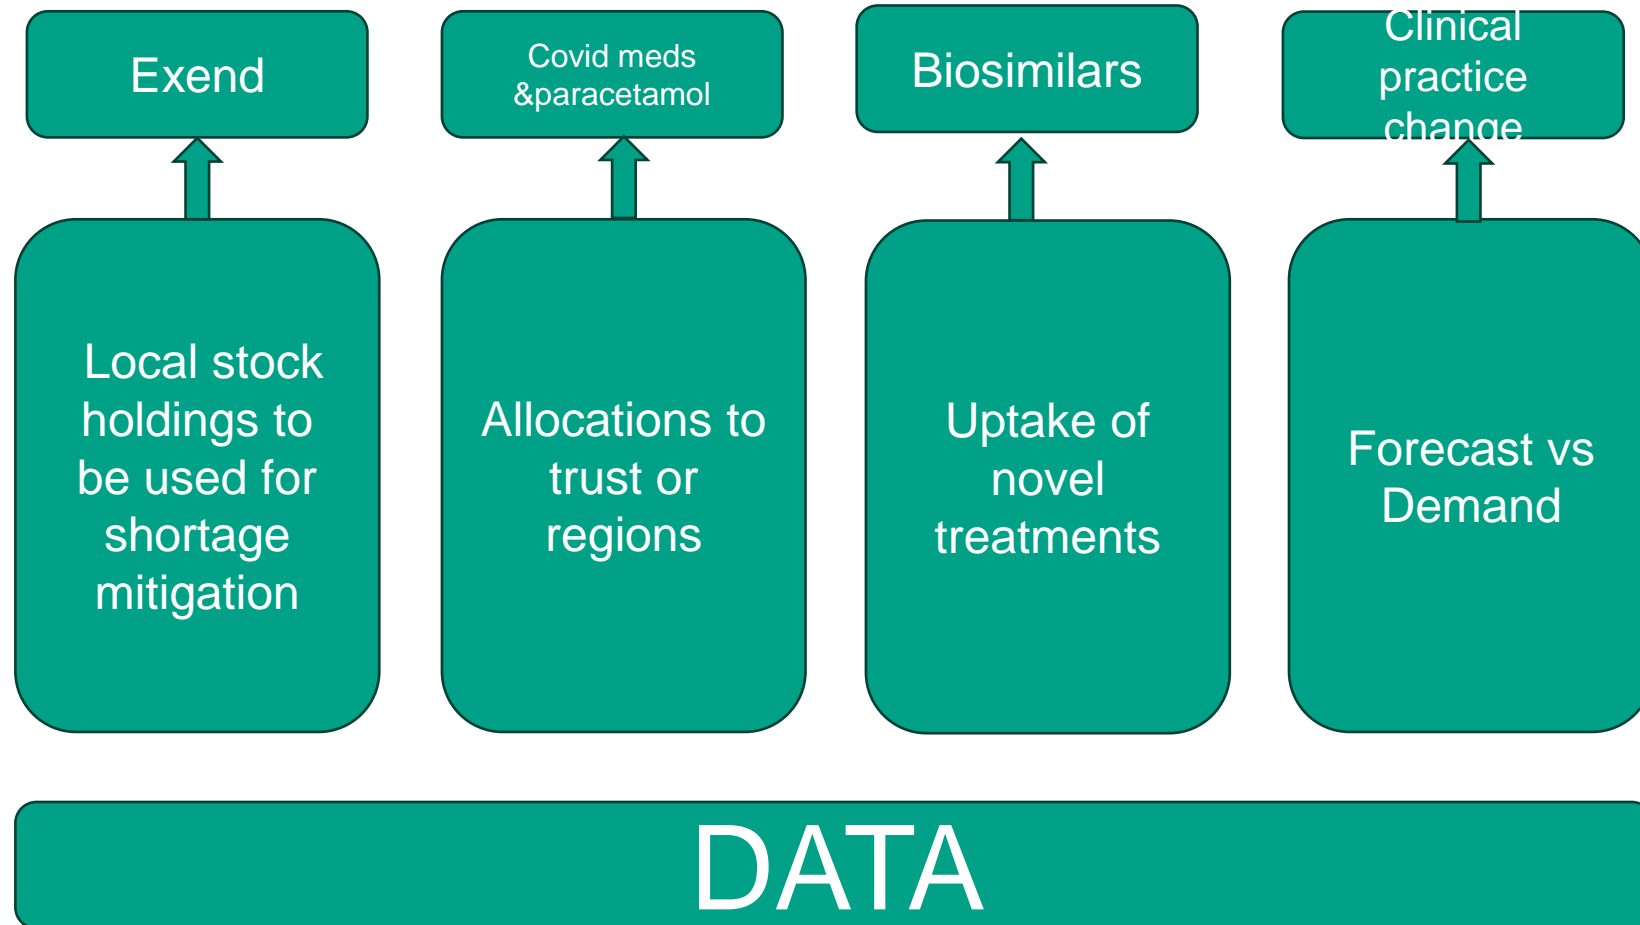 Exend
Covid meds
&paracetamol
Biosimilars
Clinical
practice
change
Local stock
holdings to
be used for
shortage
mitigation
Allocations to
trust or
regions
Uptake of
novel
treatments
Forecast vs
Demand
DATA